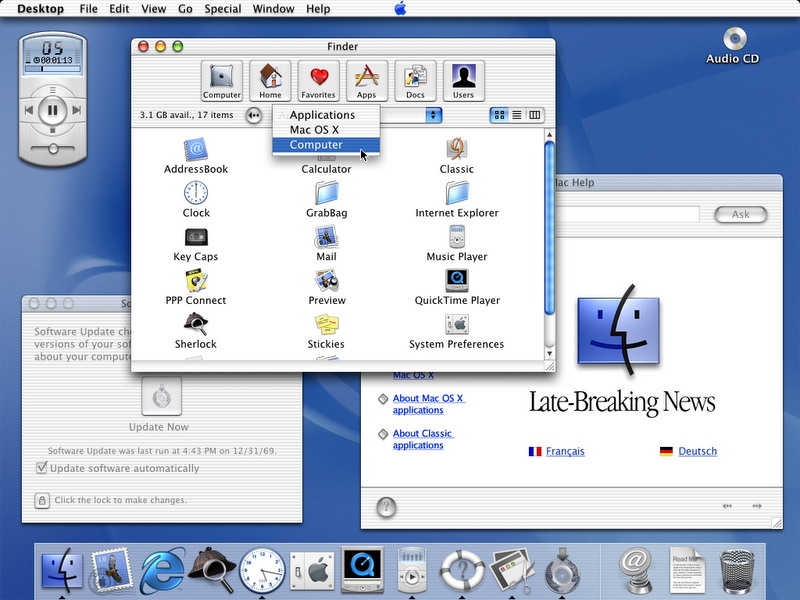 Desktop File Edit View Go Special Window Help
05
00:01:13
Audio CD
Finder
Computer Home Favorites Apps Docs Users
3.1 GB avail., 17 items
Applications
Mac OS X
Computer
AddressBook Calculator Classic
Clock GrabBag Internet Explorer
Key Caps Mail Music Player
PPP Connect Preview QuickTime Player
Sherlock Stickies System Preferences
Mac Help
Ask
Mac OS X
About Mac OS X
applications
About Classic
applications
Late-Breaking News
Français Deutsch
?
So
Software Update che
versions of your sof
about your compute
Update Now
Software Update was last run at 4:43 PM on 12/31/69.
Update software automatically
Click the lock to make changes.
Read Me